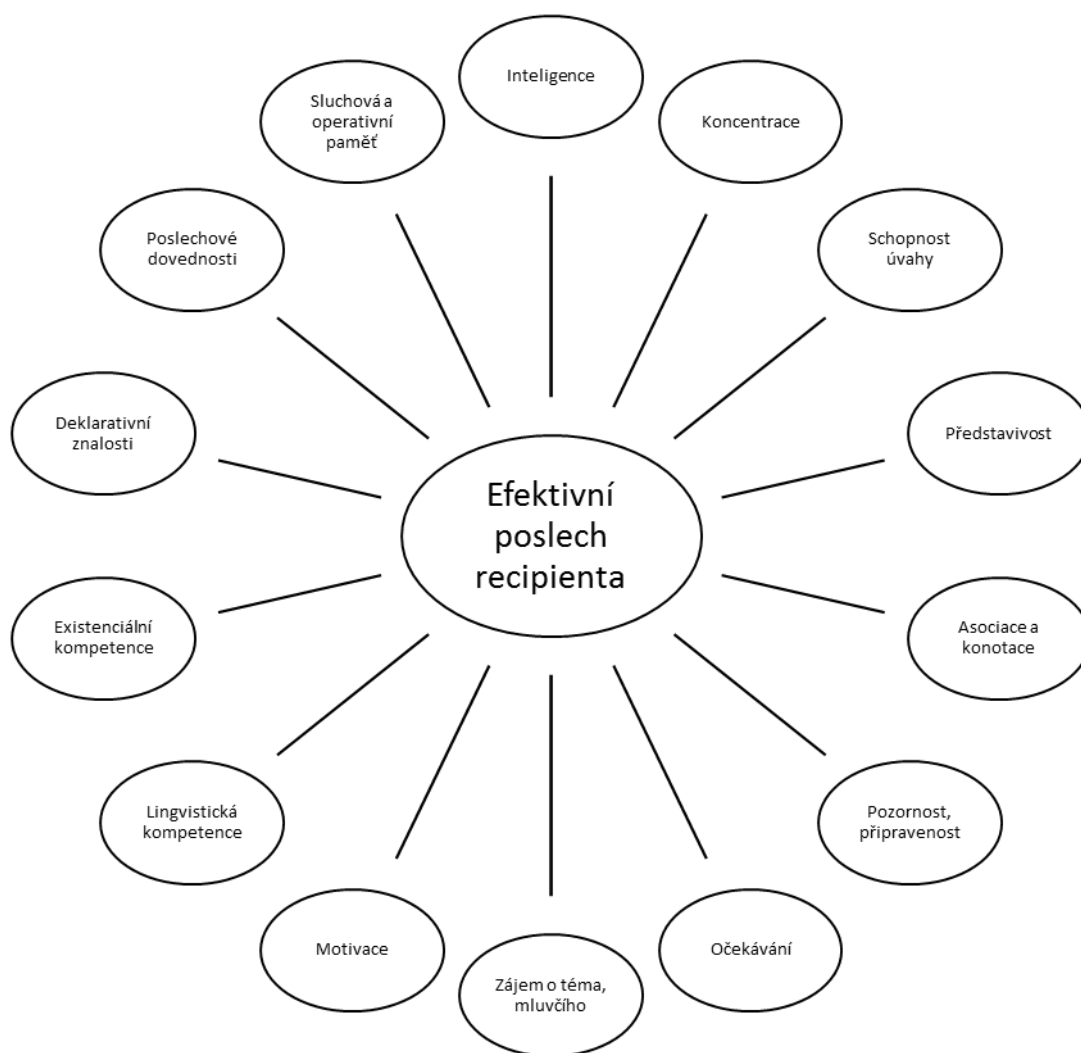 Inteligence
Koncentrace
Schopnost
úvahy
Představivost
Asociace a
konotace
Pozornost,
připravenost
Očekávání
Zájem o téma,
mluvčího
Motivace
Lingvistická
kompetence
Existenciální
kompetence
Deklarativní
znalosti
Poslechové
dovednosti
Sluchová a
operativní
paměť
Efektivní
poslech
recipienta